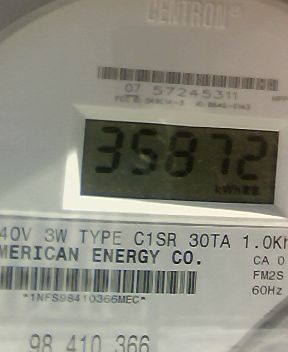 CENTRON®
07 57245311
35872
kWh
40V 3W TYPE C1SR 30TA 1.0Kh
MERICAN ENERGY CO.
CA 0
FM2S
60Hz
*1NFS98410366MEC*
98 410 366